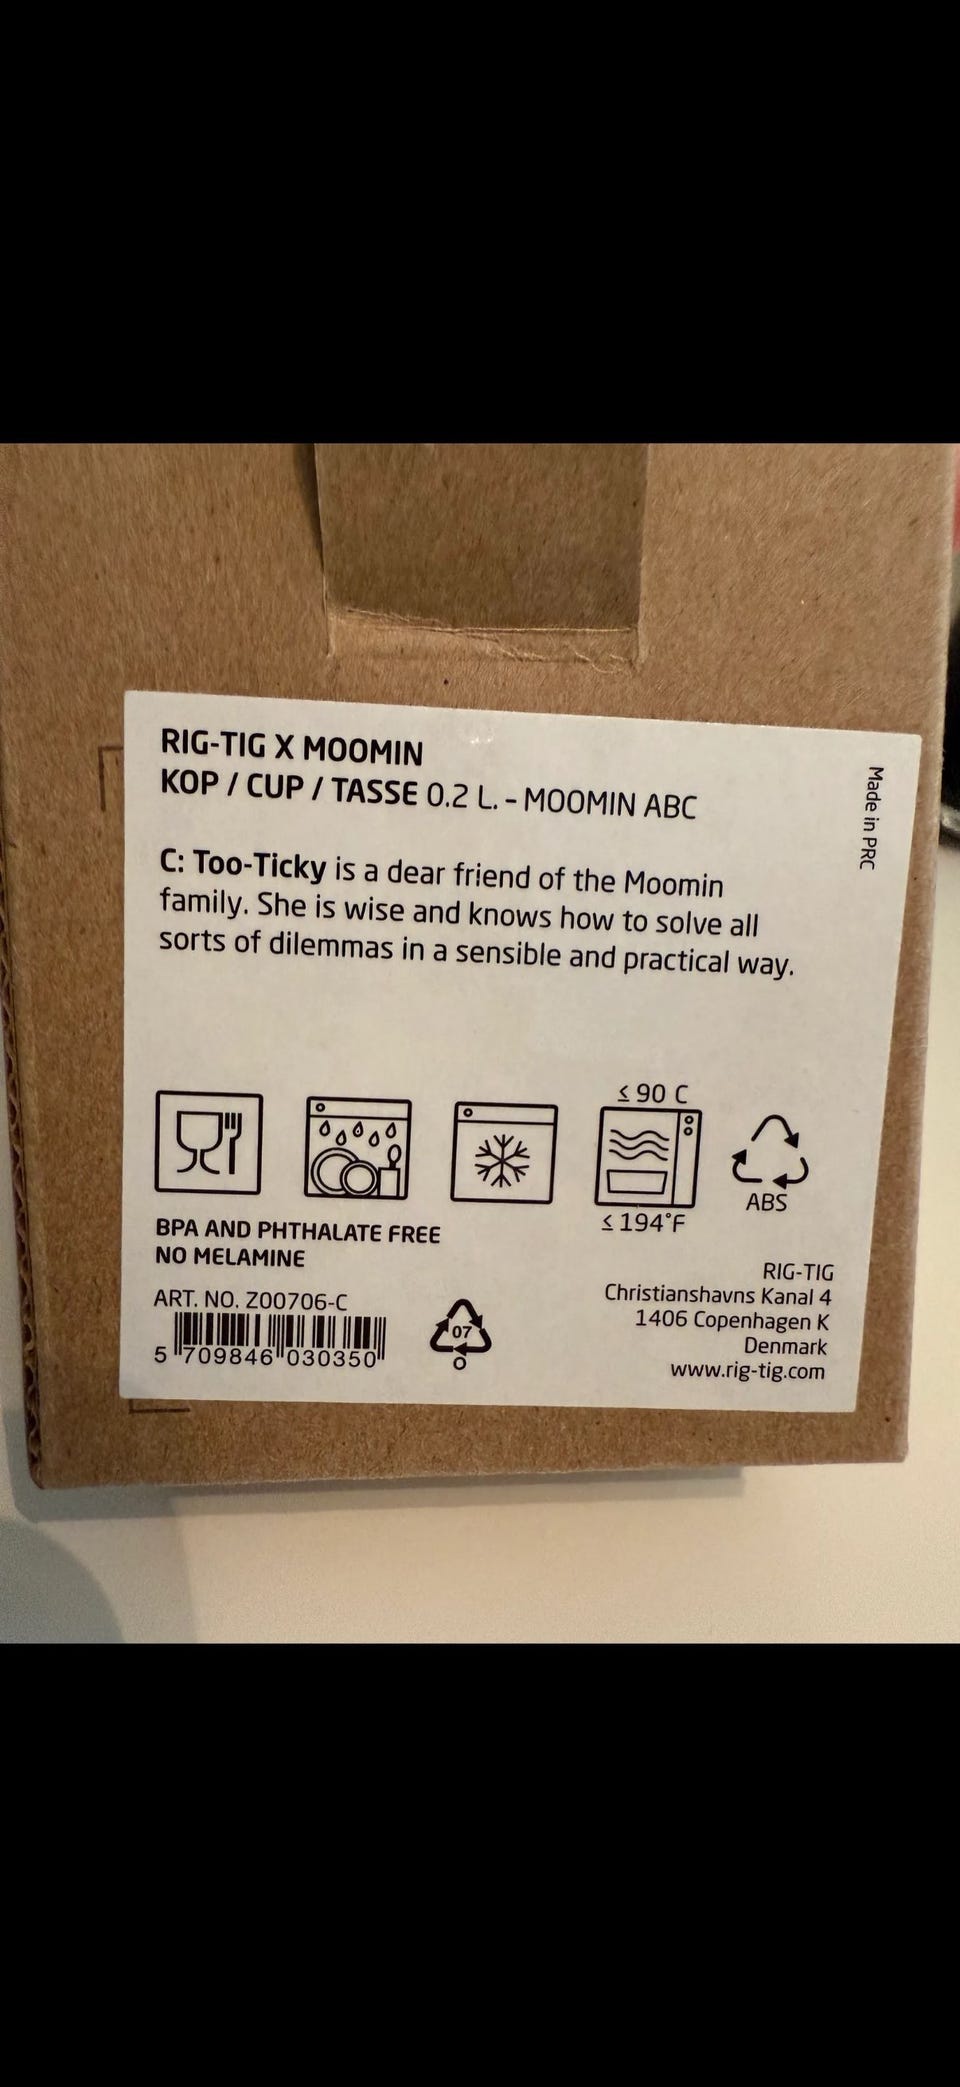 RIG-TIG X MOOMIN
KOP / CUP / TASSE 0.2 L. - MOOMIN ABC
Made in PRC
C: Too-Ticky is a dear friend of the Moomin
family. She is wise and knows how to solve all
sorts of dilemmas in a sensible and practical way.
≤ 90 C
≤ 194°F
ABS
BPA AND PHTHALATE FREE
NO MELAMINE
ART. NO. Z00706-C
5 709846 030350
07
O
RIG-TIG
Christianshavns Kanal 4
1406 Copenhagen K
Denmark
www.rig-tig.com